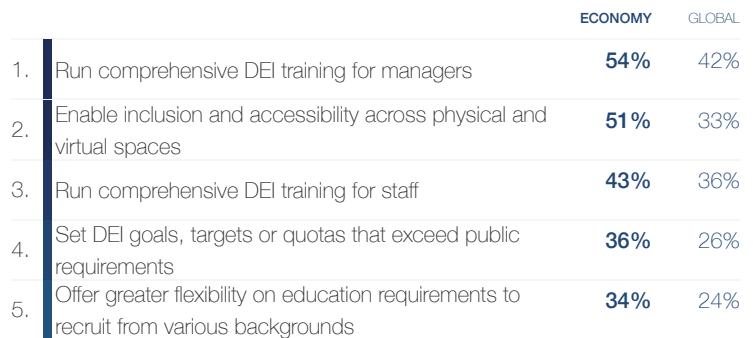 ECONOMY GLOBAL
1. Run comprehensive DEI training for managers 54% 42%
2. Enable inclusion and accessibility across physical and
virtual spaces 51% 33%
3. Run comprehensive DEI training for staff 43% 36%
4. Set DEI goals, targets or quotas that exceed public
requirements 36% 26%
5. Offer greater flexibility on education requirements to
recruit from various backgrounds 34% 24%